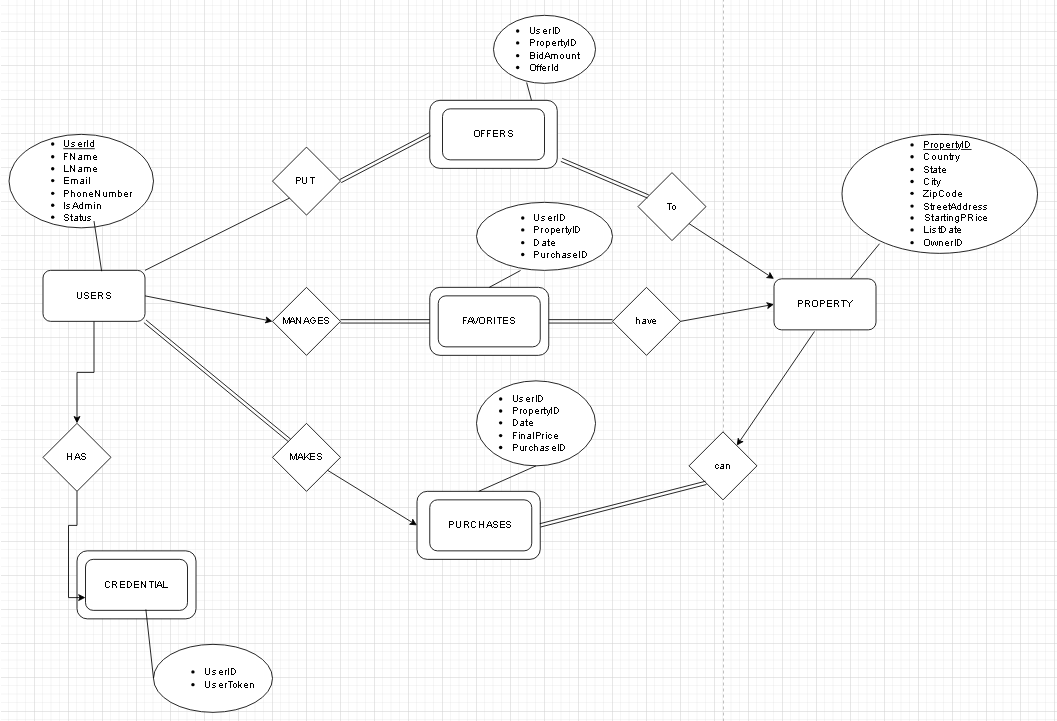 UserID
PropertyID
BidAmount
OfferId
OFFERS
UserId
FName
LName
Email
PhoneNumber
IsAdmin
Status
PropertyID
Country
State
City
ZipCode
StreetAddress
StartingPRice
ListDate
OwnerID
PUT
To
UserID
PropertyID
Date
PurchaseID
USERS
PROPERTY
MANAGES
FAVORITES
have
UserID
PropertyID
Date
FinalPrice
PurchaseID
HAS
MAKES
can
PURCHASES
CREDENTIAL
UserID
UserToken